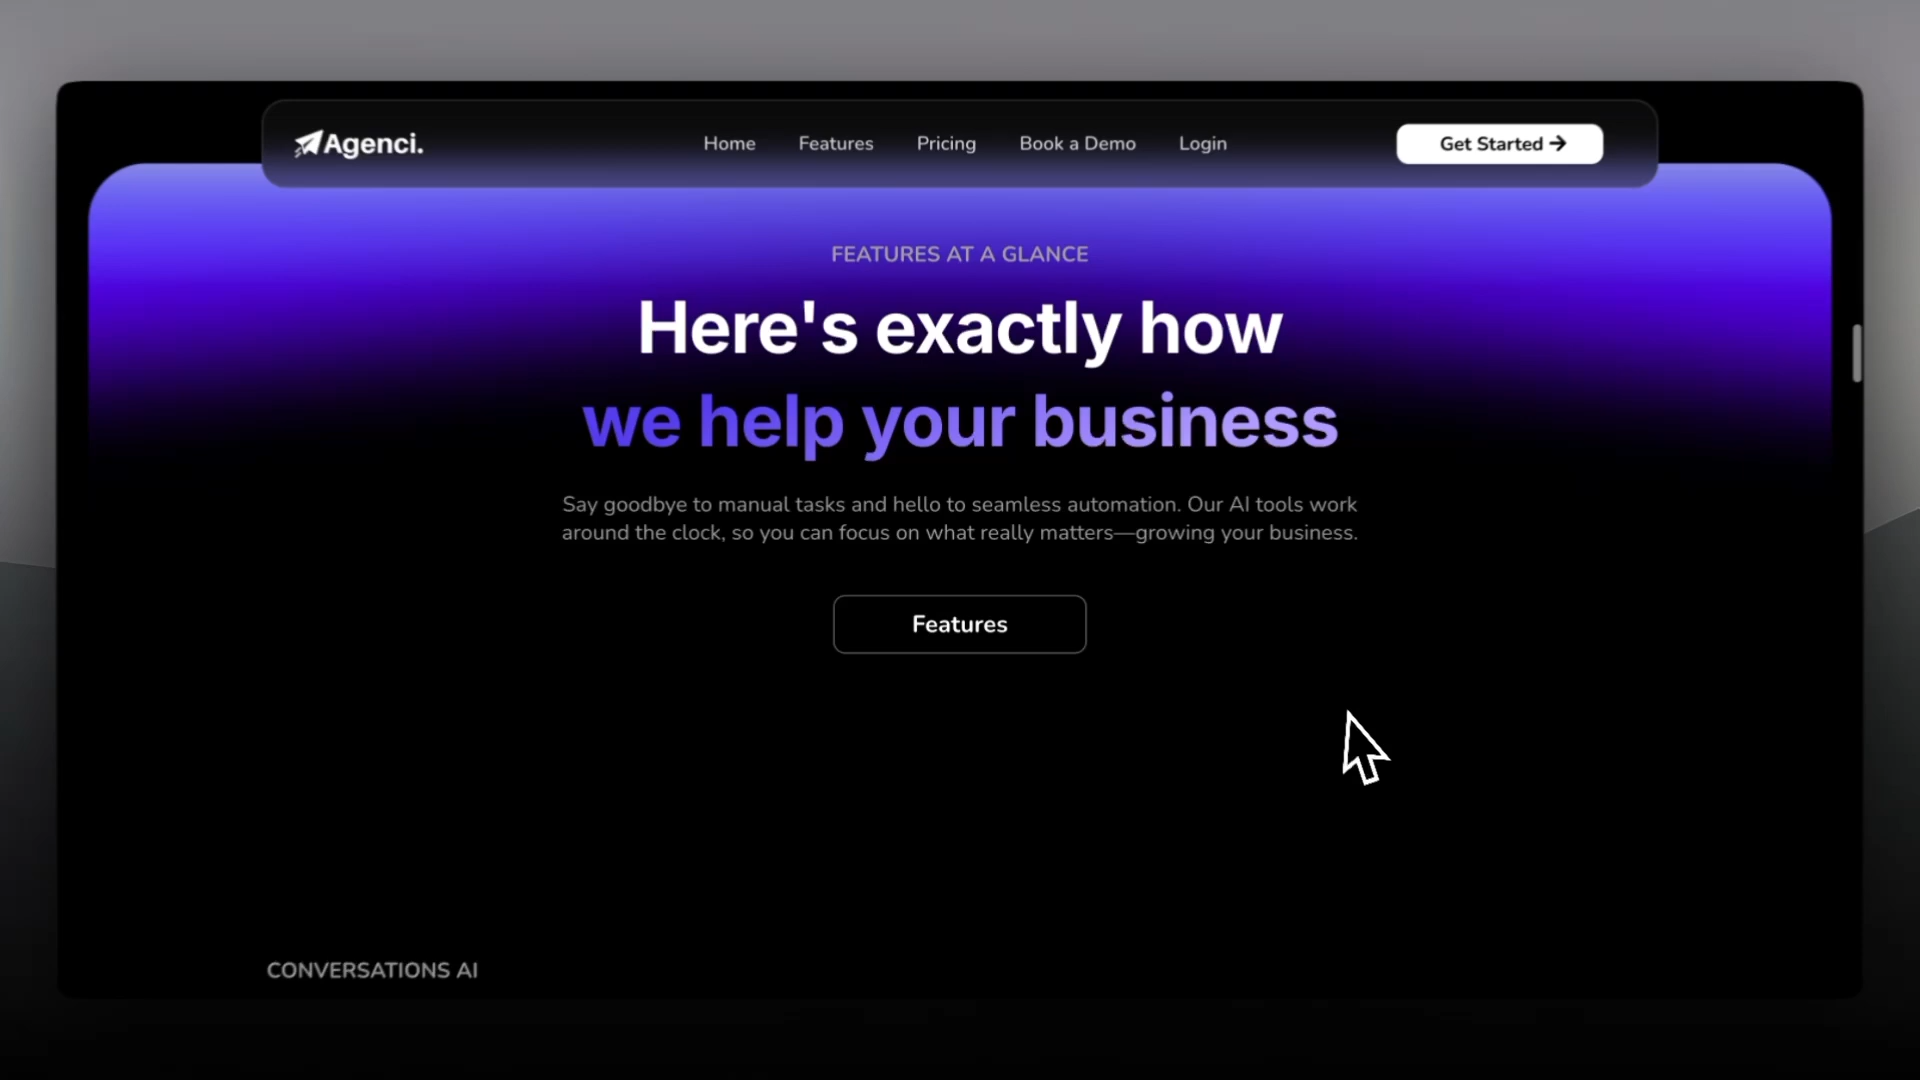 Agenci.
Home
Features
Pricing
Book a Demo
Login
Get Started →
FEATURES AT A GLANCE
Here's exactly how
we help your business
Say goodbye to manual tasks and hello to seamless automation. Our AI tools work
around the clock, so you can focus on what really matters—growing your business.
Features
CONVERSATIONS AI